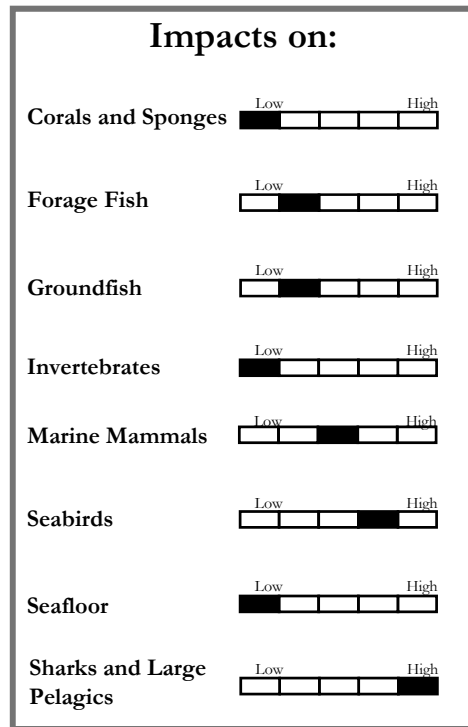 Impacts on:
Low High
Corals and Sponges
Low High
Forage Fish
Low High
Groundfish
Low High
Invertebrates
Low High
Marine Mammals
Low High
Seabirds
Low High
Seafloor
Low High
Sharks and Large
Pelagics